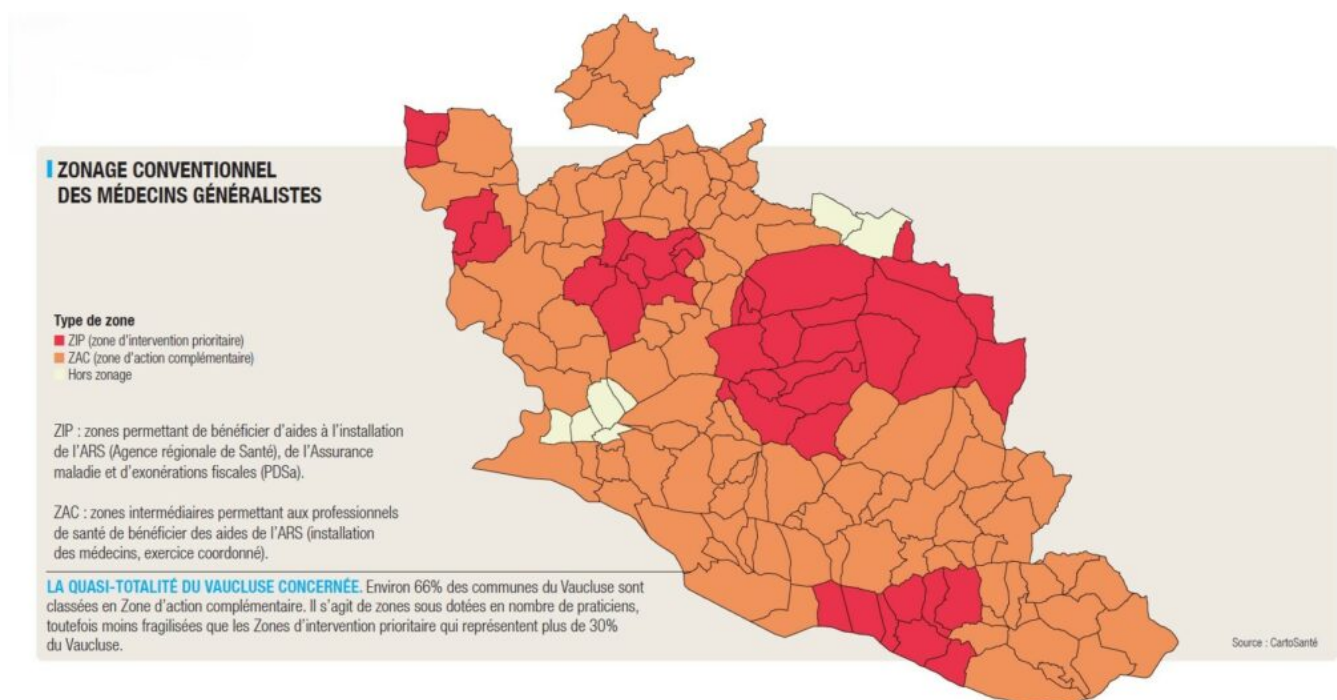 ZONAGE CONVENTIONNEL
DES MÉDECINS GÉNÉRALISTES
Type de zone
ZIP (zone d'intervention prioritaire)
ZAC (zone d'action complémentaire)
Hors zonage
ZIP : zones permettant de bénéficier d'aides à l'installation
de l'ARS (Agence régionale de Santé), de l'Assurance
maladie et d'exonérations fiscales (PDSa).
ZAC : zones intermédiaires permettant aux professionnels
de santé de bénéficier des aides de l'ARS (installation
des médecins, exercice coordonné).
LA QUASI-TOTALITÉ DU VAUCLUSE CONCERNÉE. Environ 66% des communes du Vaucluse sont
classées en Zone d'action complémentaire. Il s'agit de zones sous dotées en nombre de praticiens,
toutefois moins fragilisées que les Zones d'intervention prioritaire qui représentent plus de 30%
du Vaucluse.
Source : CartoSanté